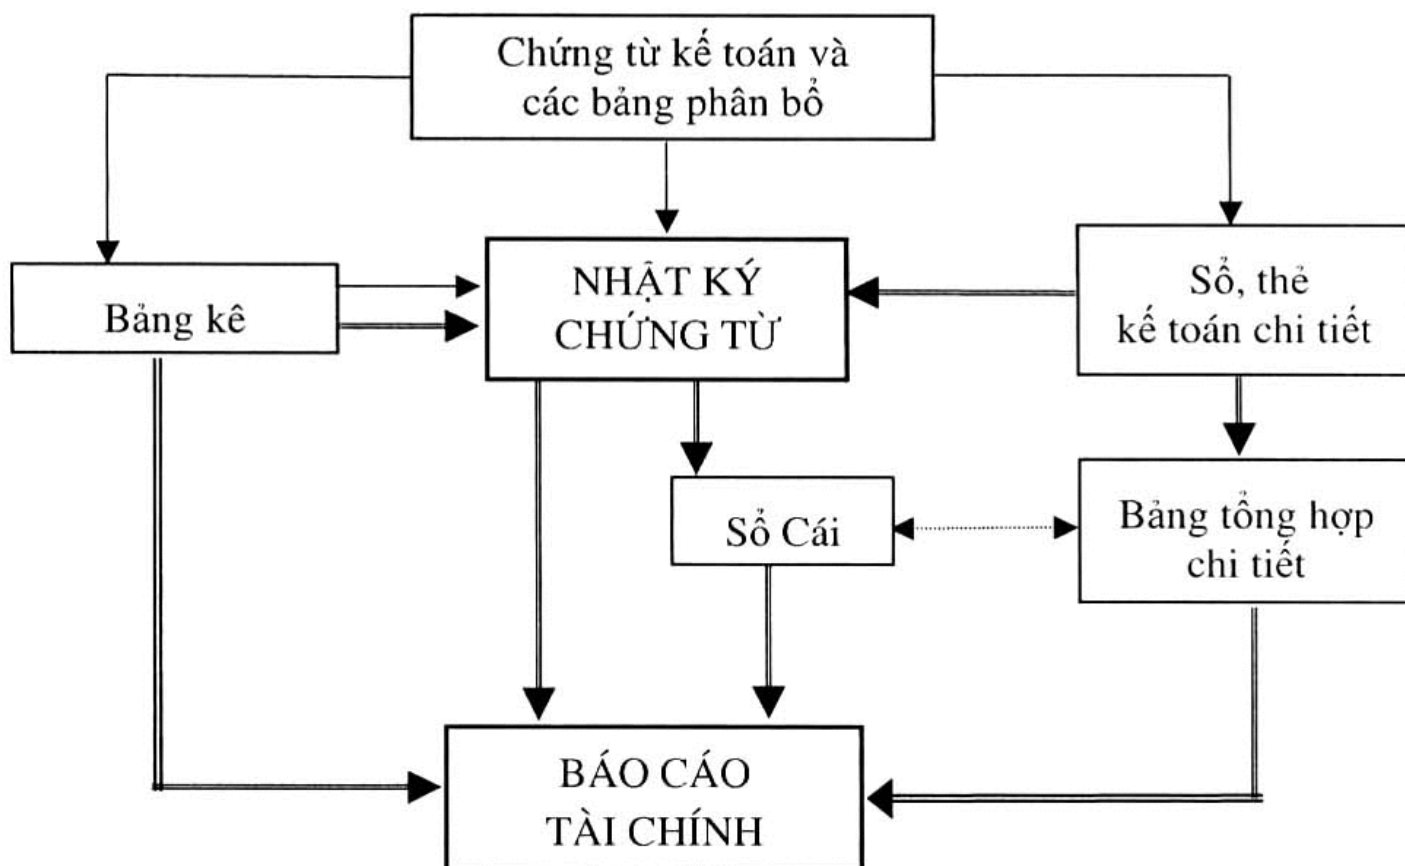 Chứng từ kế toán và
các bảng phân bổ
Bảng kê
NHẬT KÝ
CHỨNG TỪ
Sổ, thẻ
kế toán chi tiết
Sổ Cái
Bảng tổng hợp
chi tiết
BÁO CÁO
TÀI CHÍNH